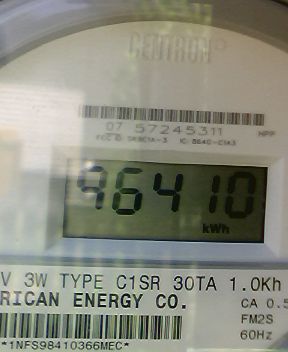 CENTRON
07 57245311 HPP
96410
kWh
V 3W TYPE C1SR 30TA 1.0Kh
RICAN ENERGY CO. CA 0.5
FM2S
60Hz
*1NFS98410366MEC*